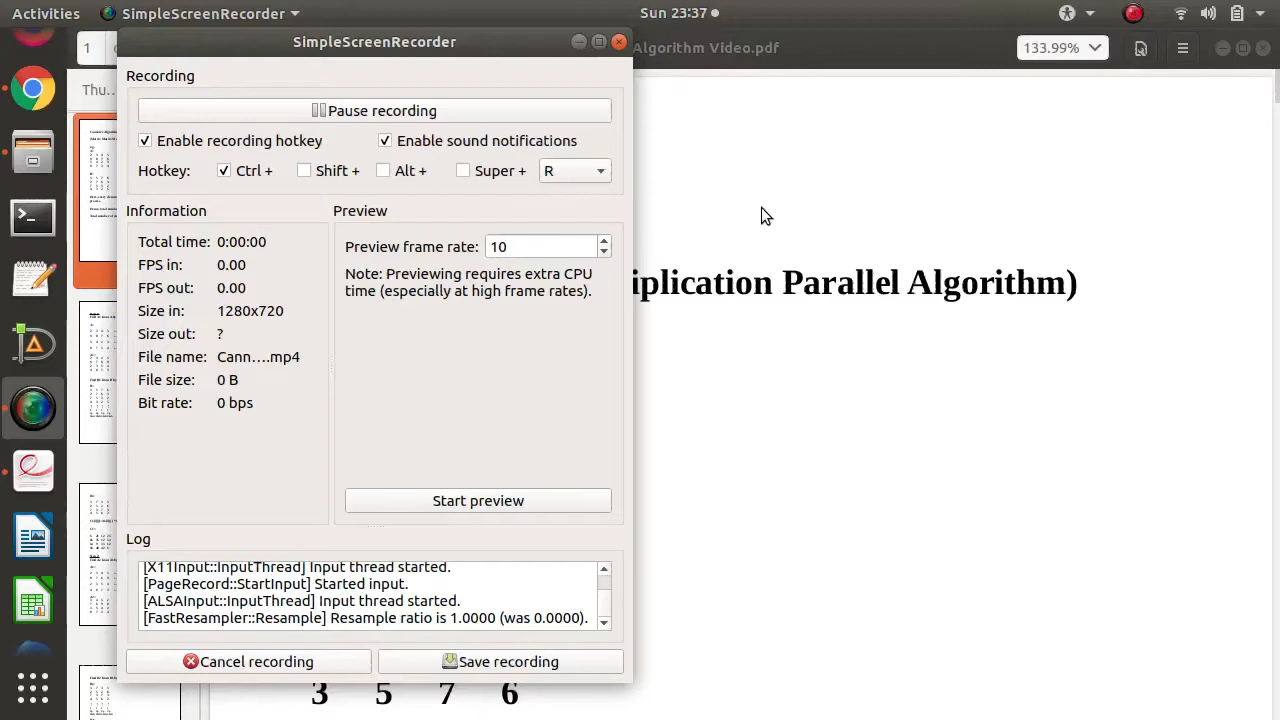 Activities
SimpleScreenRecorder
Sun 23:37
SimpleScreenRecorder
1
Algorithm Video.pdf
133.99%
Thu…
Recording
Pause recording
Enable recording hotkey
Enable sound notifications
Hotkey:
Ctrl +
Shift +
Alt +
Super +
R
Information
Preview
Total time: 0:00:00
FPS in: 0.00
FPS out: 0.00
Size in: 1280x720
Size out: ?
File name: Cann….mp4
File size: 0 B
Bit rate: 0 bps
Preview frame rate: 10
Note: Previewing requires extra CPU
time (especially at high frame rates).
Start preview
iplication Parallel Algorithm)
Log
[X11Input::InputThread] Input thread started.
[PageRecord::StartInput] Started input.
[ALSAInput::InputThread] Input thread started.
[FastResampler::Resample] Resample ratio is 1.0000 (was 0.0000).
Cancel recording
Save recording
3 5 7 6